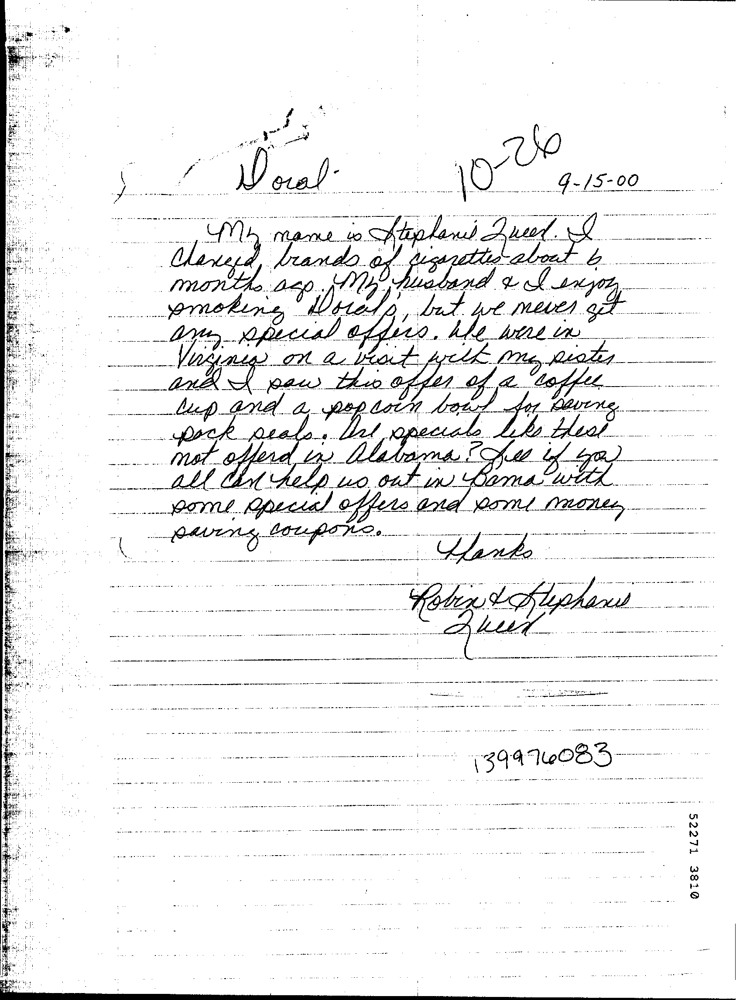 10-26
Doral-
9-15-00
My name is Stephanie Queen. I
changed brands of cigarettes about 6
months ago. My husband & I enjoy
smoking Doral's, but we never get
any special offers. We were in
Virginia on a visit with my sister
and I saw this offer of a coffee
cup and a popcorn bowl for saving
pack seals. Are specials like these
not offerd in Alabama? See if you
all can help us out in Bama with
some special offers and some money
saving coupons.
Thanks
Robin & Stephanie
Queen
139976083
52271 3810